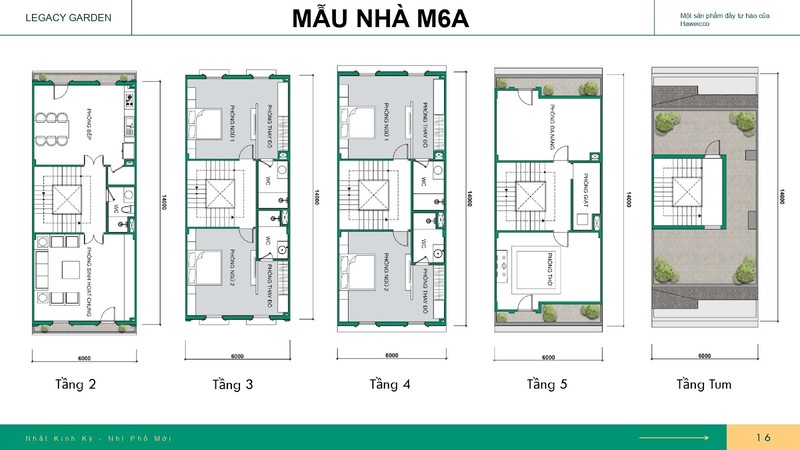 LEGACY GARDEN
MẪU NHÀ M6A
Một sản phẩm đầy tự hào của
Haweicco
PHÒNG BẾP
WC
PHÒNG SINH HOẠT CHUNG
14000
6000
Tầng 2
PHÒNG NGỦ 1
PHÒNG THAY ĐỒ
WC
WC
PHÒNG NGỦ 2
PHÒNG THAY ĐỒ
14000
6000
Tầng 3
PHÒNG NGỦ 1
PHÒNG THAY ĐỒ
WC
WC
PHÒNG NGỦ 2
PHÒNG THAY ĐỒ
14000
6000
Tầng 4
PHÒNG ĐA NĂNG
PHÒNG GIẶT
PHÒNG THỜ
14000
6000
Tầng 5
14000
6000
Tầng Tum
Nhất Kinh Kỳ - Nhì Phố Mới
16